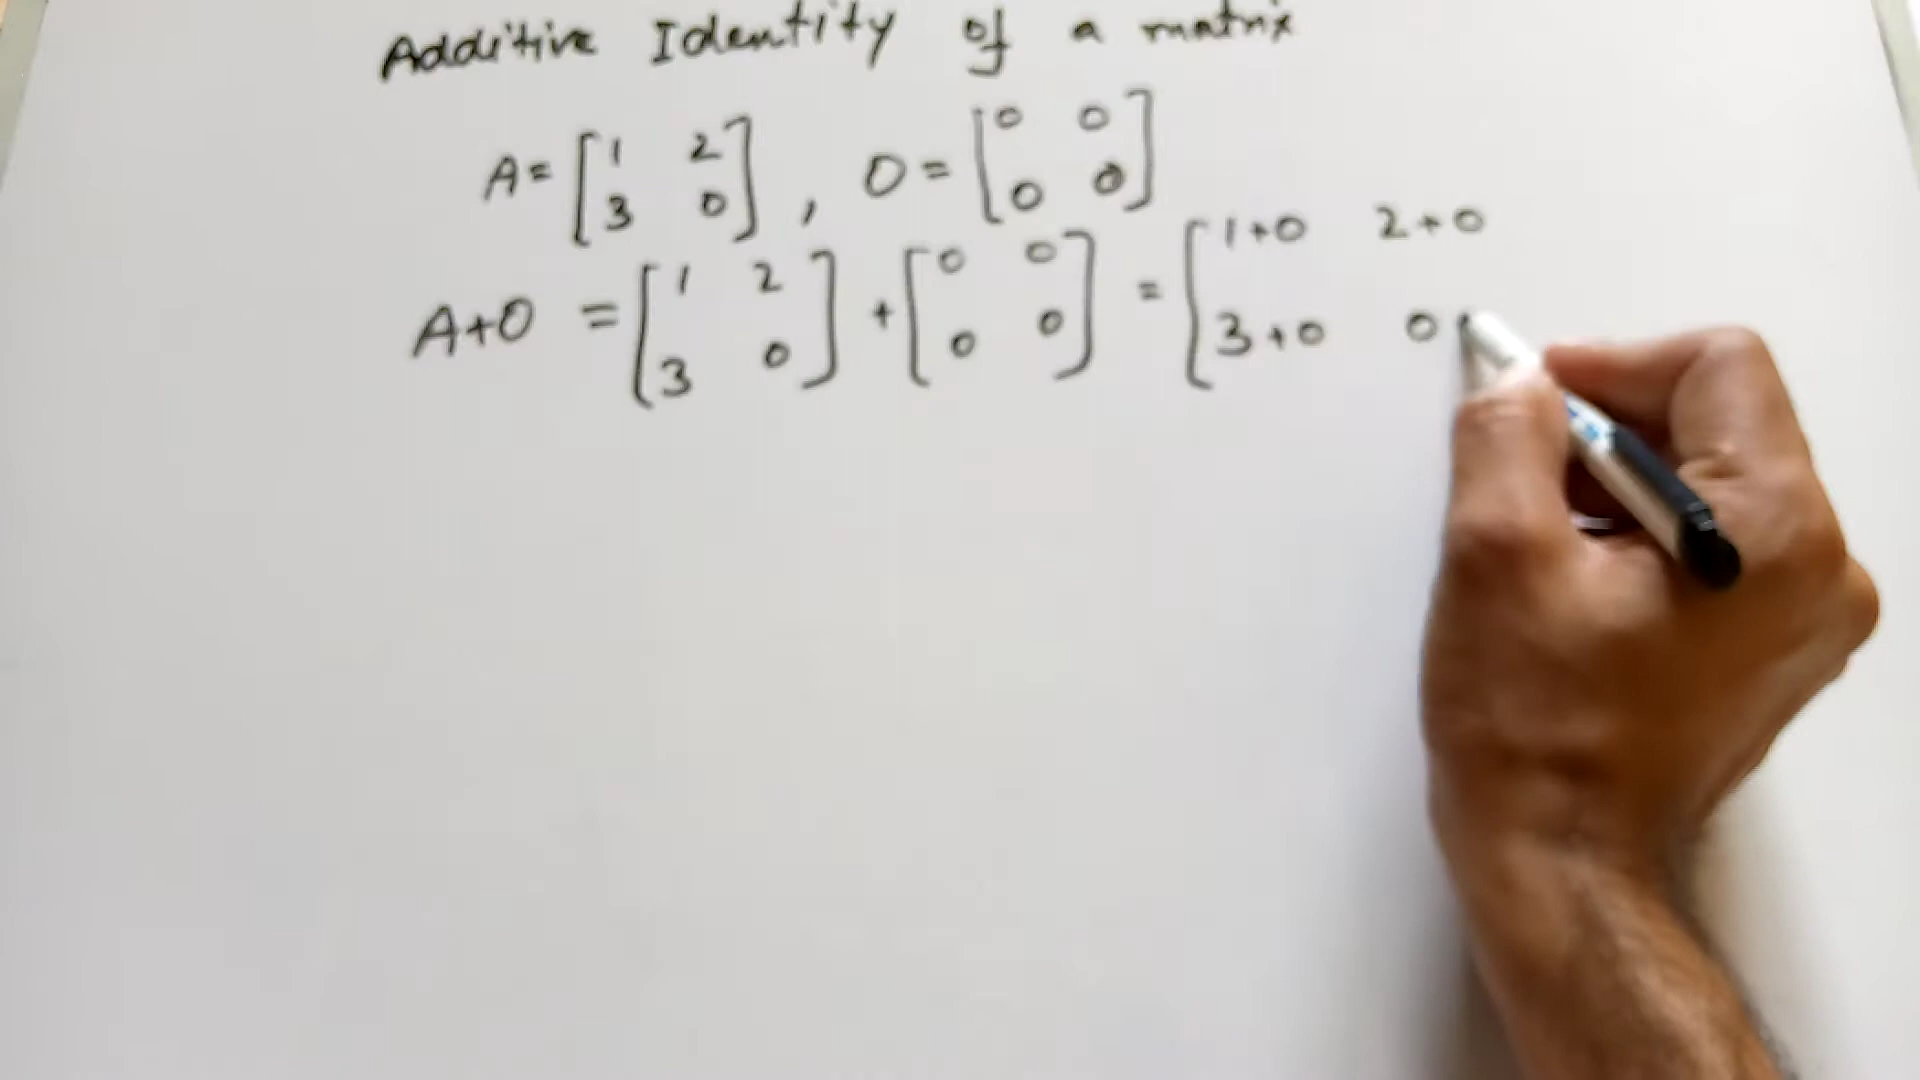 Additive Identity of a matrix
A = [1 2
3 0] , O = [0 0
0 0]
A+O = [1 2
3 0] + [0 0
0 0] = [1+0 2+0
3+0 0